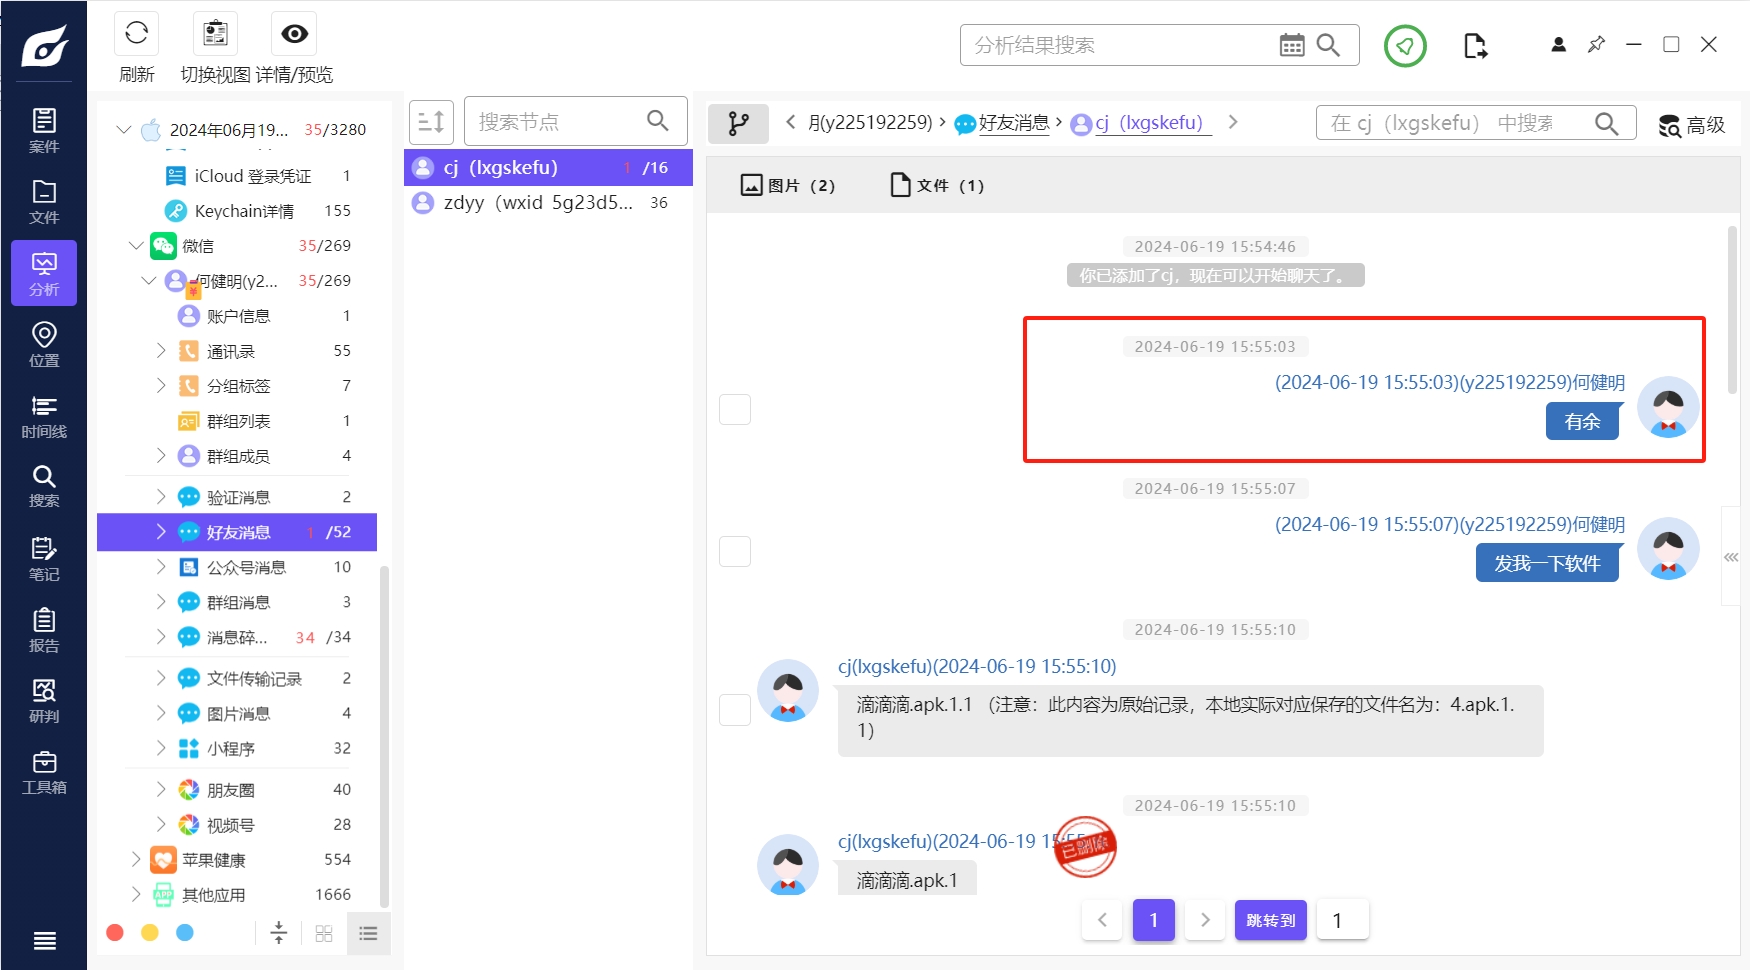 刷新
切换视图
详情/预览
分析结果搜索
案件
文件
分析
位置
时间线
搜索
笔记
报告
研判
工具箱
2024年06月19... 35/3280
iCloud 登录凭证 1
Keychain详情 155
微信 35/269
何健明(y2... 35/269
账户信息 1
通讯录 55
分组标签 7
群组列表 1
群组成员 4
验证消息 2
好友消息 1 /52
公众号消息 10
群组消息 3
消息碎... 34 /34
文件传输记录 2
图片消息 4
小程序 32
朋友圈 40
视频号 28
苹果健康 554
APP 其他应用 1666
搜索节点
cj（lxgskefu） 1 /16
zdyy（wxid_5g23d5... 36
月(y225192259) > 好友消息 > cj（lxgskefu）
在 cj（lxgskefu） 中搜索
高级
图片（2）
文件（1）
2024-06-19 15:54:46
你已添加了cj，现在可以开始聊天了。
2024-06-19 15:55:03
(2024-06-19 15:55:03)(y225192259)何健明
有余
2024-06-19 15:55:07
(2024-06-19 15:55:07)(y225192259)何健明
发我一下软件
2024-06-19 15:55:10
cj(lxgskefu)(2024-06-19 15:55:10)
滴滴滴.apk.1.1 （注意：此内容为原始记录，本地实际对应保存的文件名为：4.apk.1.
1）
2024-06-19 15:55:10
cj(lxgskefu)(2024-06-19 15:55
已删除
滴滴滴.apk.1
1
跳转到
1